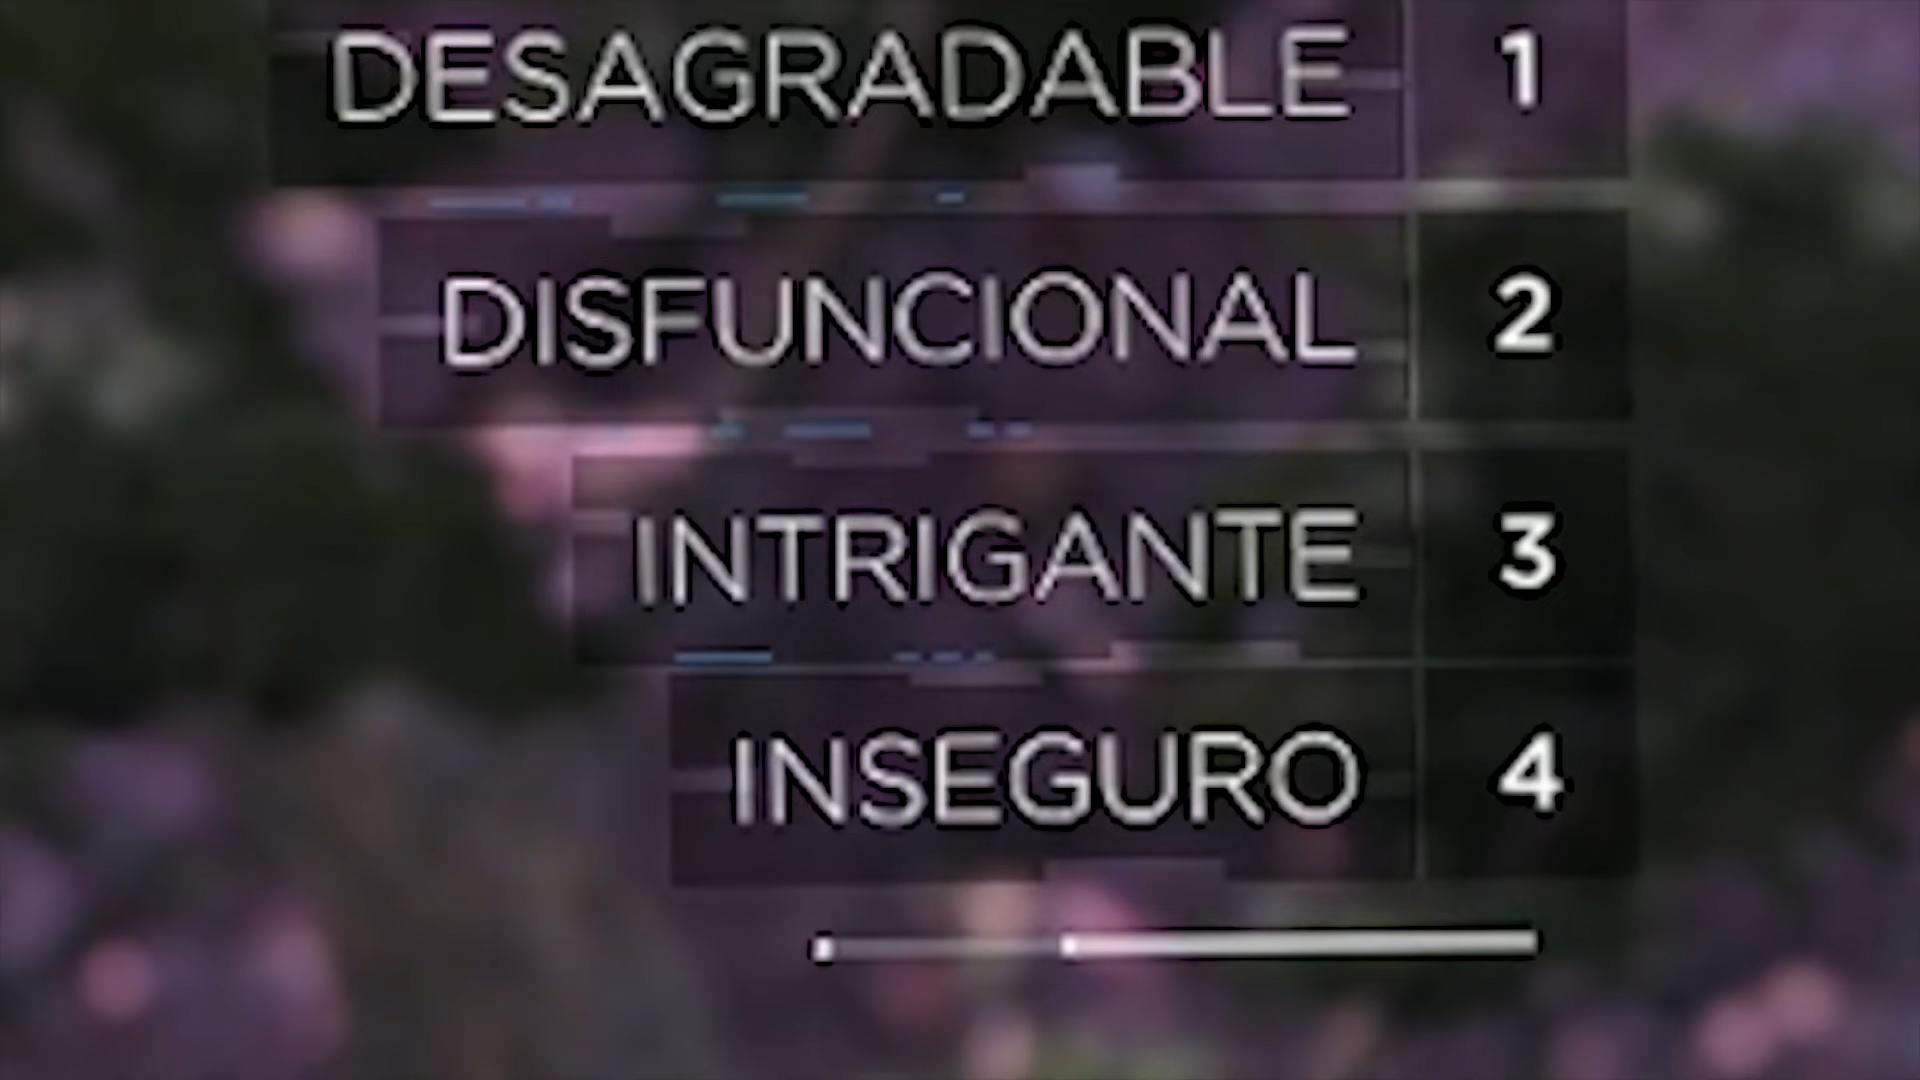 DESAGRADABLE 1
DISFUNCIONAL 2
INTRIGANTE 3
INSEGURO 4